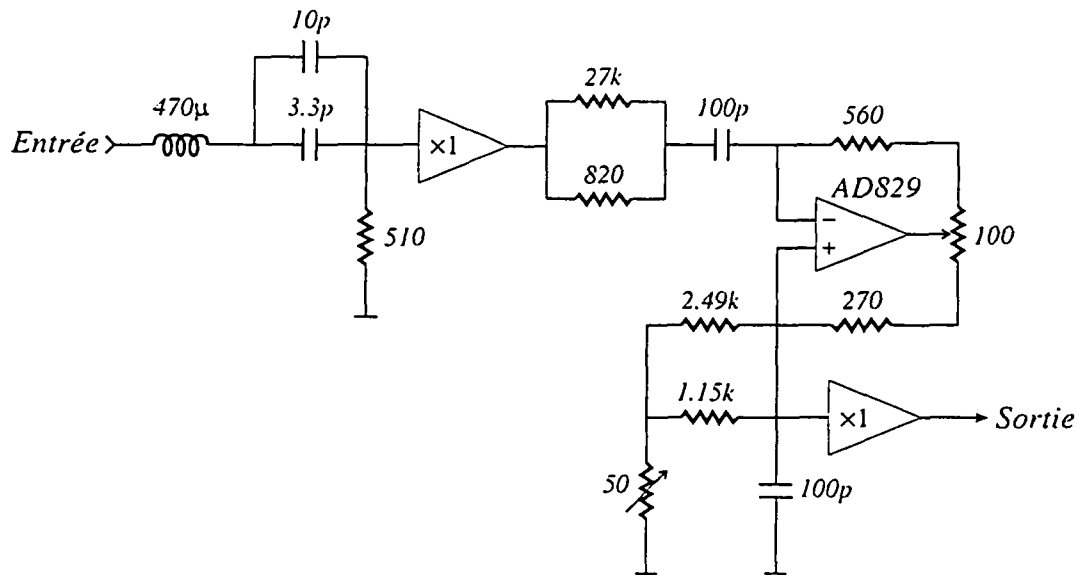 10p
470μ
3.3p
27k
100p
560
Entrée
×1
820
AD829
510
−
+
100
2.49k
270
1.15k
×1
Sortie
50
100p